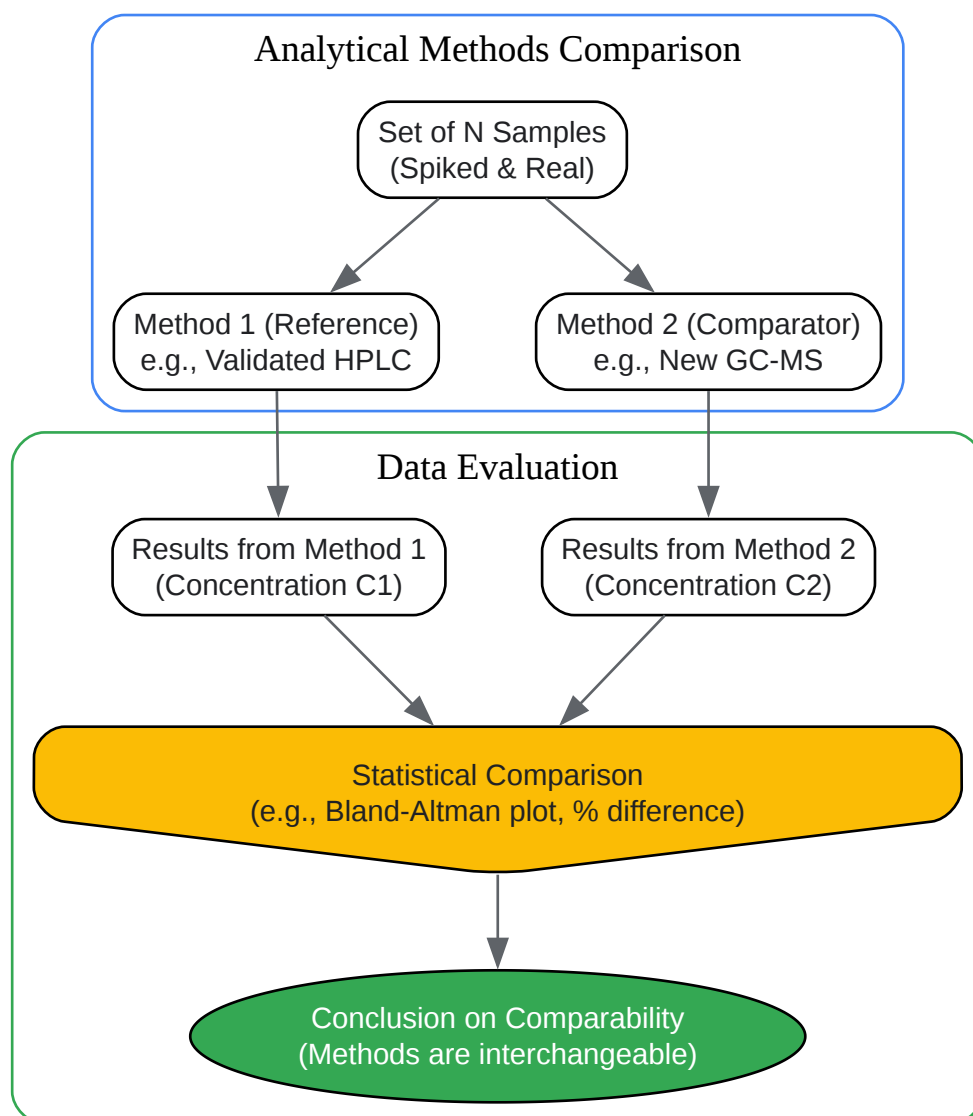 Analytical Methods Comparison
Set of N Samples
(Spiked & Real)
Method 1 (Reference)
e.g., Validated HPLC
Method 2 (Comparator)
e.g., New GC-MS
Data Evaluation
Results from Method 1
(Concentration C1)
Results from Method 2
(Concentration C2)
Statistical Comparison
(e.g., Bland-Altman plot, % difference)
Conclusion on Comparability
(Methods are interchangeable)